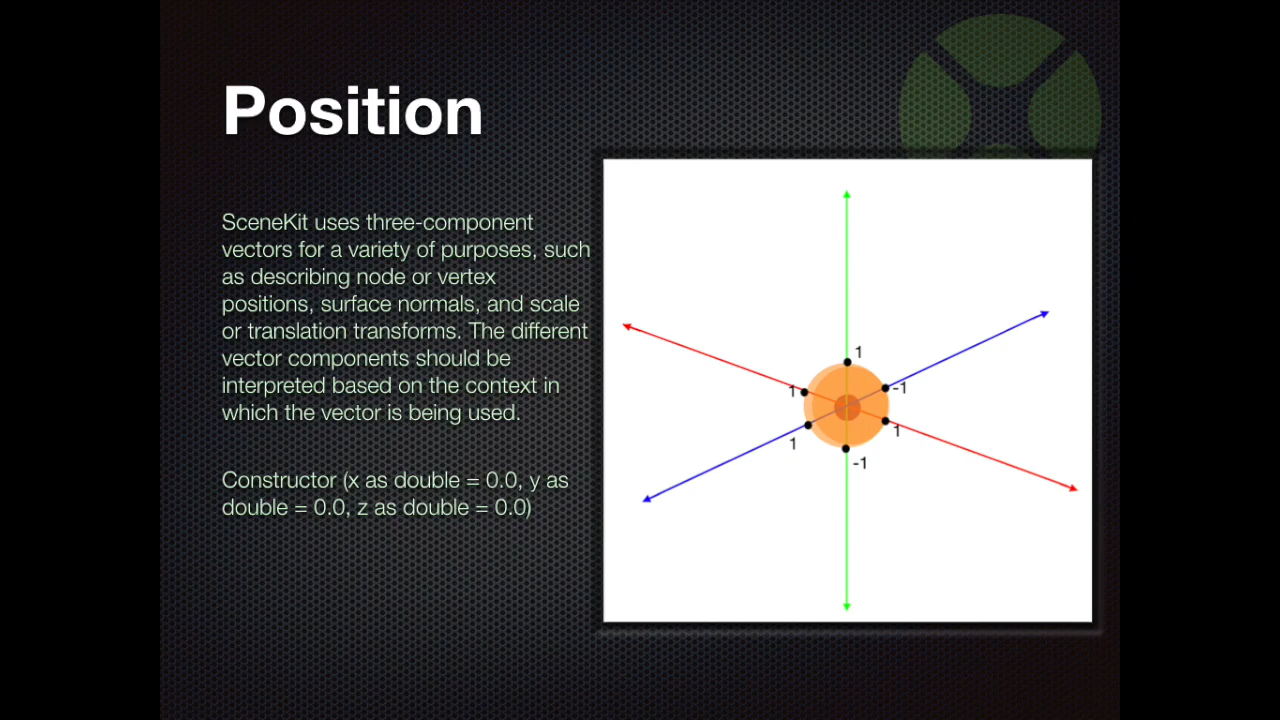 Position
SceneKit uses three-component
vectors for a variety of purposes, such
as describing node or vertex
positions, surface normals, and scale
or translation transforms. The different
vector components should be
interpreted based on the context in
which the vector is being used.
Constructor (x as double = 0.0, y as
double = 0.0, z as double = 0.0)
1
1
-1
1
1
-1